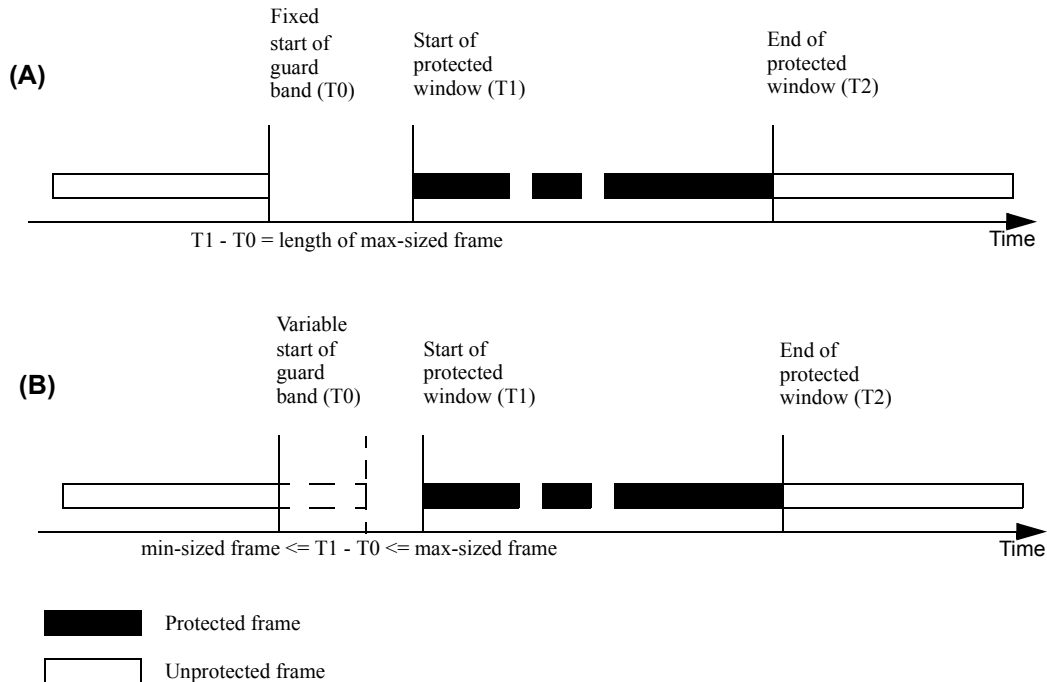 Fixed
start of
guard
band (T0)
Start of
protected
window (T1)
End of
protected
window (T2)
(A)
T1 - T0 = length of max-sized frame
Time
Variable
start of
guard
band (T0)
Start of
protected
window (T1)
End of
protected
window (T2)
(B)
min-sized frame <= T1 - T0 <= max-sized frame
Time
Protected frame
Unprotected frame